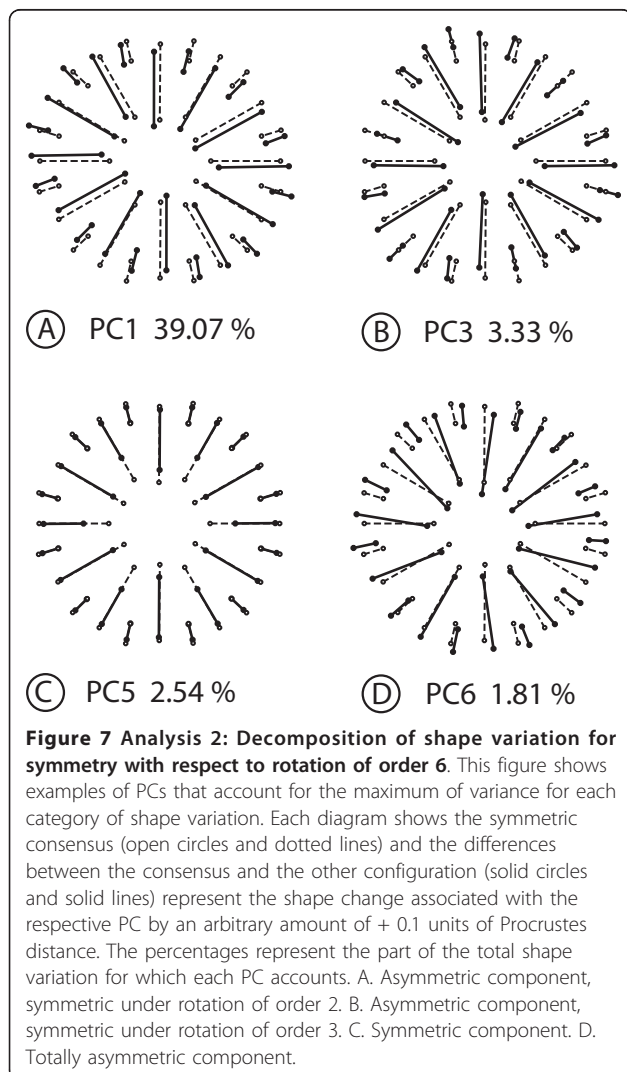 A PC1 39.07 %
B PC3 3.33 %
C PC5 2.54 %
D PC6 1.81 %
Figure 7 Analysis 2: Decomposition of shape variation for
symmetry with respect to rotation of order 6. This figure shows
examples of PCs that account for the maximum of variance for each
category of shape variation. Each diagram shows the symmetric
consensus (open circles and dotted lines) and the differences
between the consensus and the other configuration (solid circles
and solid lines) represent the shape change associated with the
respective PC by an arbitrary amount of + 0.1 units of Procrustes
distance. The percentages represent the part of the total shape
variation for which each PC accounts. A. Asymmetric component,
symmetric under rotation of order 2. B. Asymmetric component,
symmetric under rotation of order 3. C. Symmetric component. D.
Totally asymmetric component.